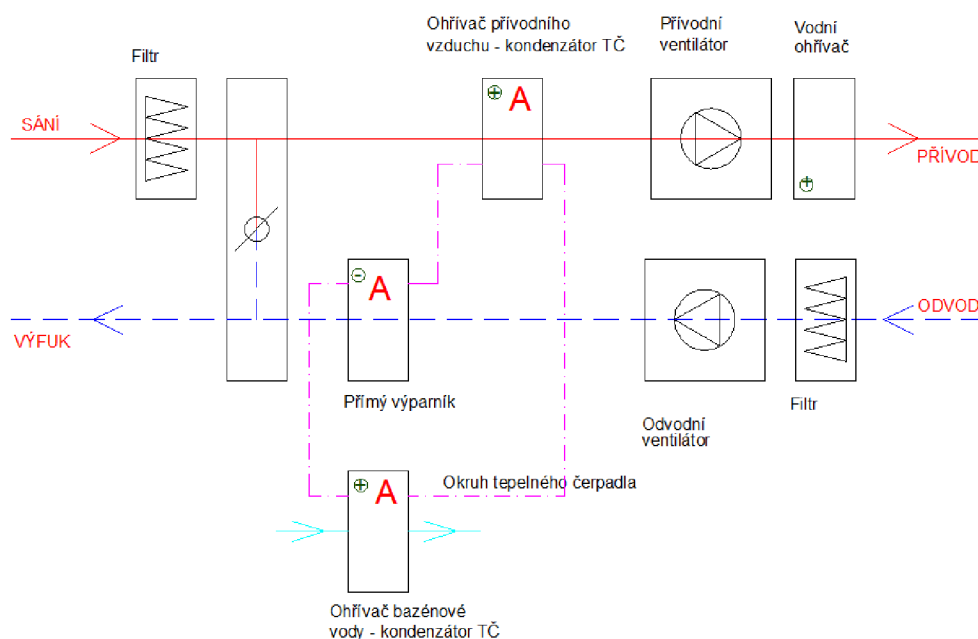 Ohřívač přívodního
vzduchu - kondenzátor TČ
Přívodní
ventilátor
Vodní
ohřívač
Filtr
A
SÁNÍ
PŘÍVOD
A
ODVOD
VÝFUK
Přímý výparník
Filtr
Odvodní
ventilátor
A
Okruh tepelného čerpadla
Ohřívač bazénové
vody - kondenzátor TČ